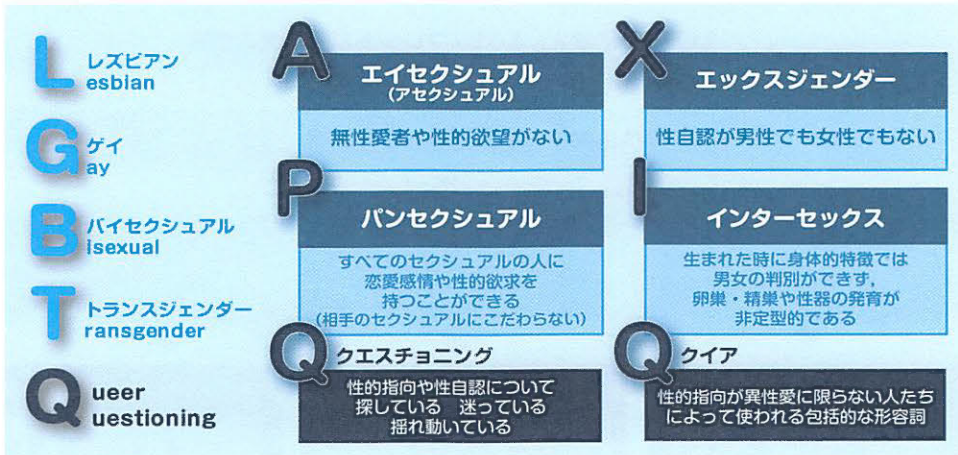 L レズビアン
esbian
G ゲイ
ay
B バイセクシュアル
isexual
T トランスジェンダー
ransgender
Q ueer
uestioning
A
エイセクシュアル
(アセクシュアル)
無性愛者や性的欲望がない
P
パンセクシュアル
すべてのセクシュアルの人に
恋愛感情や性的欲求を
持つことができる
(相手のセクシュアルにこだわらない)
Q クエスチョニング
性的指向や性自認について
探している 迷っている
揺れ動いている
X
エックスジェンダー
性自認が男性でも女性でもない
I
インターセックス
生まれた時に身体的特徴では
男女の判別ができず,
卵巣・精巣や性器の発育が
非定型的である
Q クイア
性的指向が異性愛に限らない人たち
によって使われる包括的な形容詞